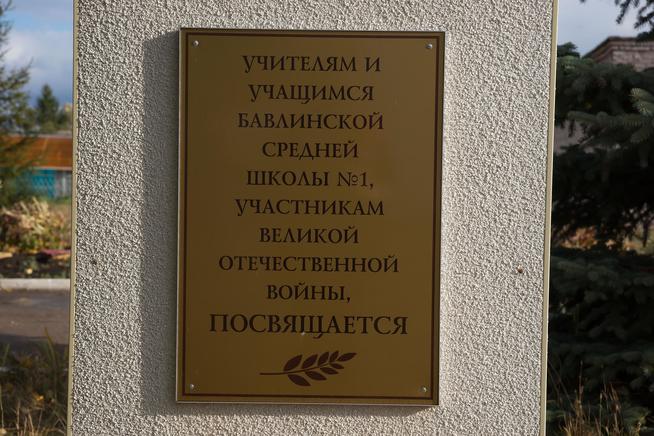 УЧИТЕЛЯМ И
УЧАЩИМСЯ
БАВЛИНСКОЙ
СРЕДНЕЙ
ШКОЛЫ №1,
УЧАСТНИКАМ
ВЕЛИКОЙ
ОТЕЧЕСТВЕННОЙ
ВОЙНЫ,
ПОСВЯЩАЕТСЯ